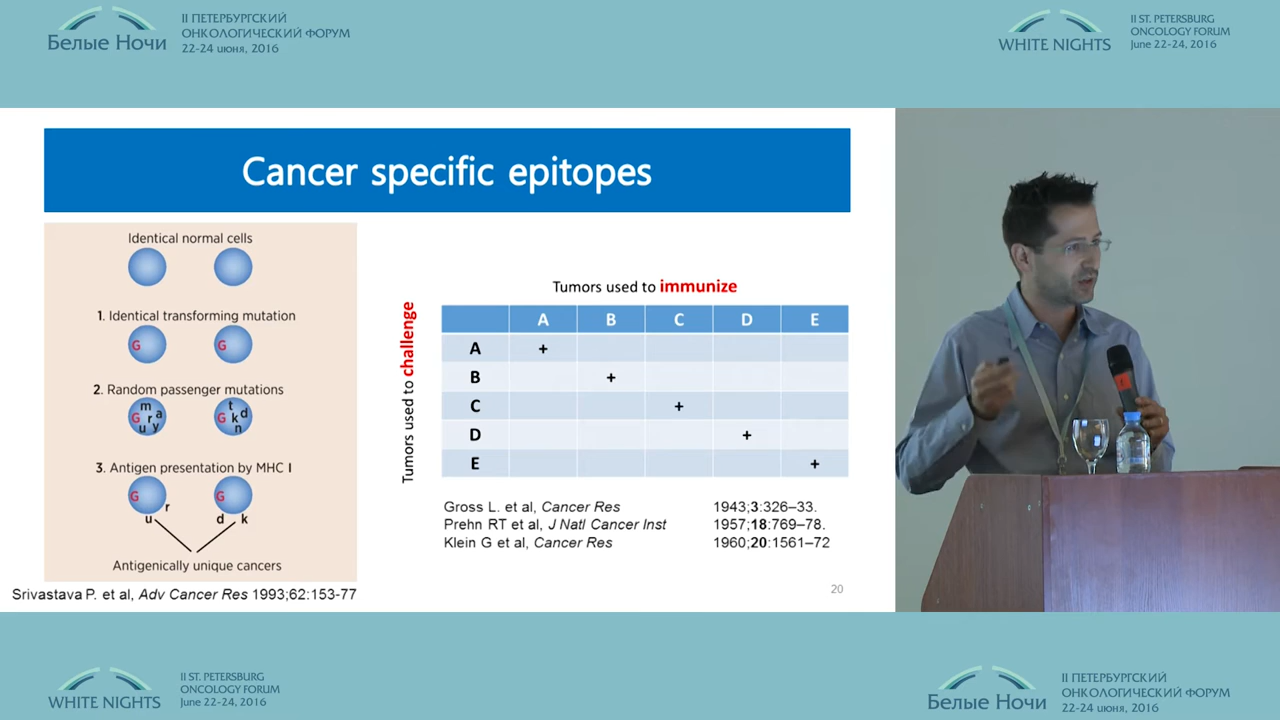 II ПЕТЕРБУРГСКИЙ
ОНКОЛОГИЧЕСКИЙ ФОРУМ
22-24 июня, 2016
Белые Ночи
II ST. PETERSBURG
ONCOLOGY FORUM
June 22-24, 2016
WHITE NIGHTS
Cancer specific epitopes
Identical normal cells
1. Identical transforming mutation
G G
2. Random passenger mutations
G m r a u y
G t k d n
3. Antigen presentation by MHC I
G r u
G d k
Antigenically unique cancers
Srivastava P. et al, Adv Cancer Res 1993;62:153-77
Tumors used to immunize
Tumors used to challenge
A B C D E
A +
B +
C +
D +
E +
Gross L. et al, Cancer Res 1943;3:326–33.
Prehn RT et al, J Natl Cancer Inst 1957;18:769–78.
Klein G et al, Cancer Res 1960;20:1561–72
20
WHITE NIGHTS
II ST. PETERSBURG
ONCOLOGY FORUM
June 22-24, 2016
Белые Ночи
II ПЕТЕРБУРГСКИЙ
ОНКОЛОГИЧЕСКИЙ ФОРУМ
22-24 июня, 2016